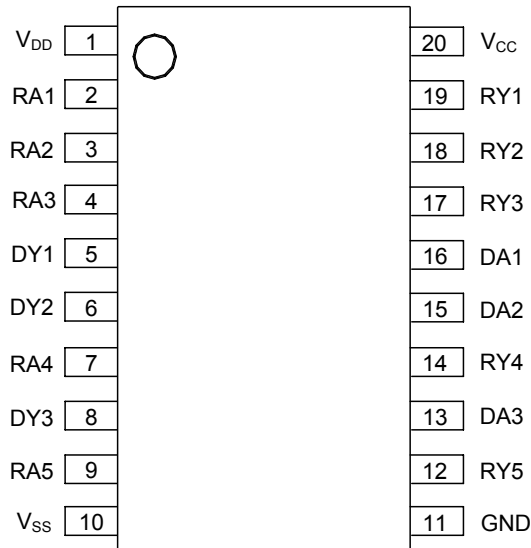 VDD 1 20 VCC
RA1 2 19 RY1
RA2 3 18 RY2
RA3 4 17 RY3
DY1 5 16 DA1
DY2 6 15 DA2
RA4 7 14 RY4
DY3 8 13 DA3
RA5 9 12 RY5
VSS 10 11 GND